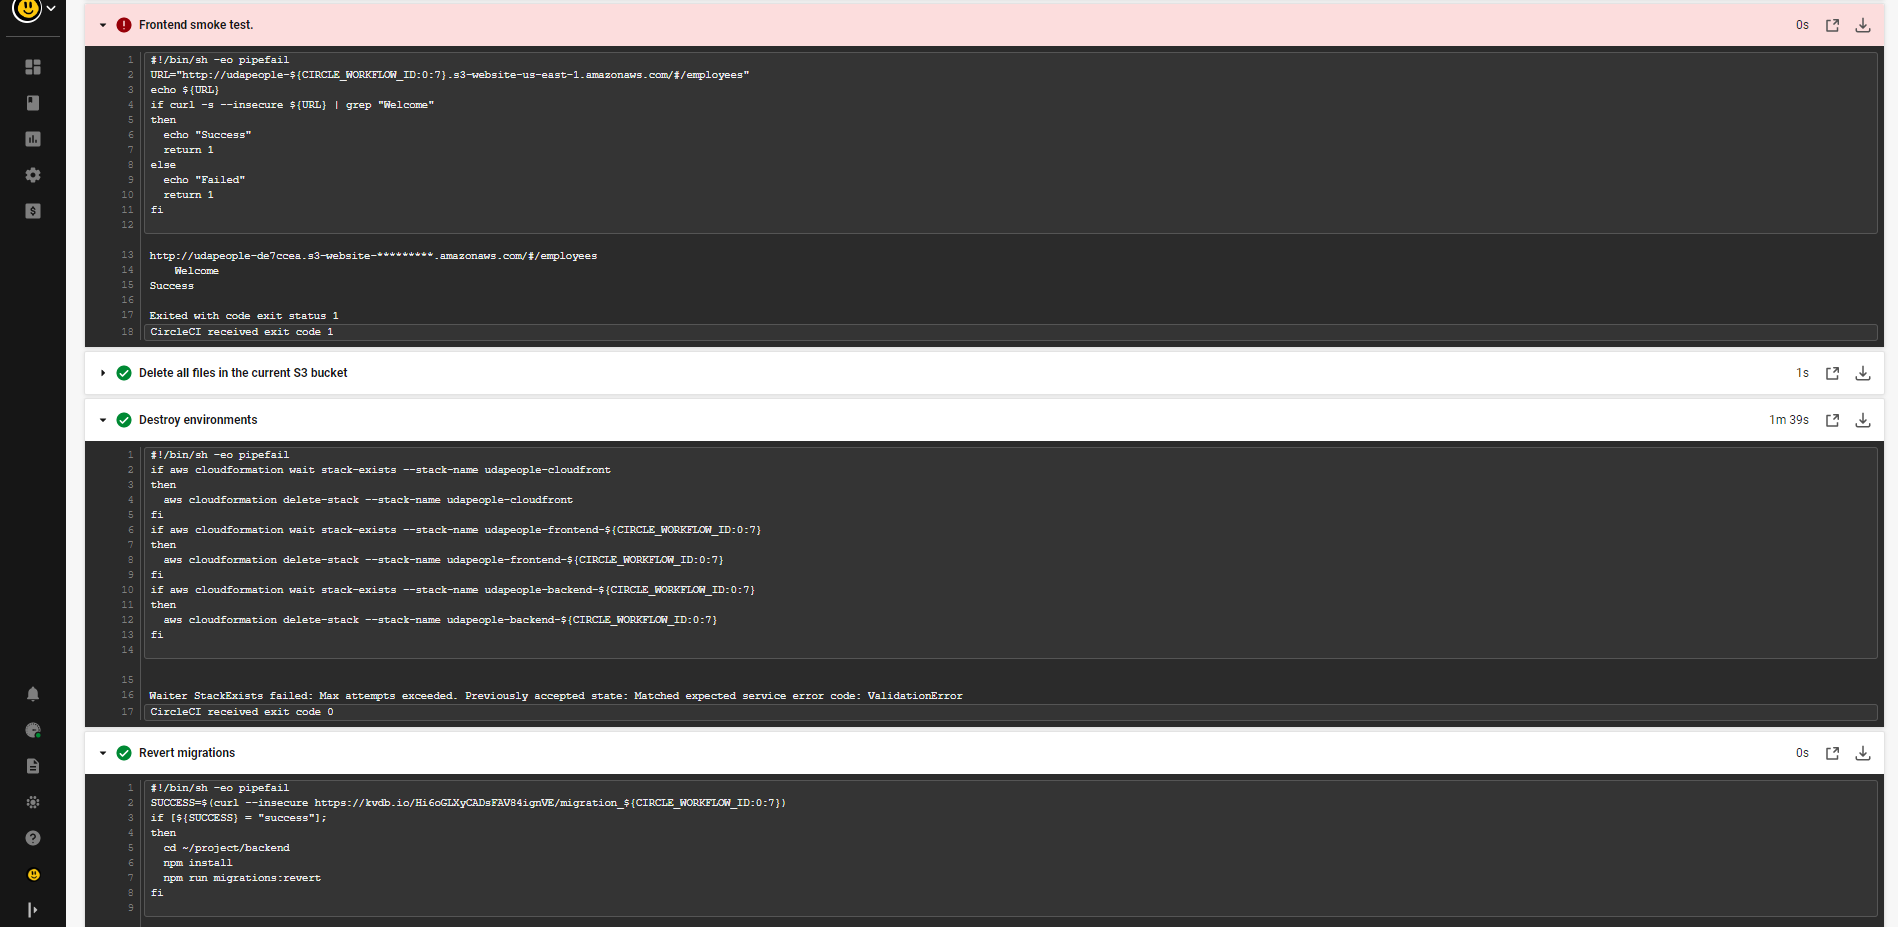 Frontend smoke test.
0s
1 #!/bin/sh -eo pipefail
2 URL="http://udapeople-${CIRCLE_WORKFLOW_ID:0:7}.s3-website-us-east-1.amazonaws.com/#/employees"
3 echo ${URL}
4 if curl -s --insecure ${URL} | grep "Welcome"
5 then
6   echo "Success"
7   return 1
8 else
9   echo "Failed"
10   return 1
11 fi
12
13 http://udapeople-de7ccea.s3-website-*********.amazonaws.com/#/employees
14     Welcome
15 Success
16
17 Exited with code exit status 1
18 CircleCI received exit code 1
Delete all files in the current S3 bucket
1s
Destroy environments
1m 39s
1 #!/bin/sh -eo pipefail
2 if aws cloudformation wait stack-exists --stack-name udapeople-cloudfront
3 then
4   aws cloudformation delete-stack --stack-name udapeople-cloudfront
5 fi
6 if aws cloudformation wait stack-exists --stack-name udapeople-frontend-${CIRCLE_WORKFLOW_ID:0:7}
7 then
8   aws cloudformation delete-stack --stack-name udapeople-frontend-${CIRCLE_WORKFLOW_ID:0:7}
9 fi
10 if aws cloudformation wait stack-exists --stack-name udapeople-backend-${CIRCLE_WORKFLOW_ID:0:7}
11 then
12   aws cloudformation delete-stack --stack-name udapeople-backend-${CIRCLE_WORKFLOW_ID:0:7}
13 fi
14
15
16 Waiter StackExists failed: Max attempts exceeded. Previously accepted state: Matched expected service error code: ValidationError
17 CircleCI received exit code 0
Revert migrations
0s
1 #!/bin/sh -eo pipefail
2 SUCCESS=$(curl --insecure https://kvdb.io/Hi6oGLXyCADsFAV84ignVE/migration_${CIRCLE_WORKFLOW_ID:0:7})
3 if [${SUCCESS} = "success"];
4 then
5   cd ~/project/backend
6   npm install
7   npm run migrations:revert
8 fi
9